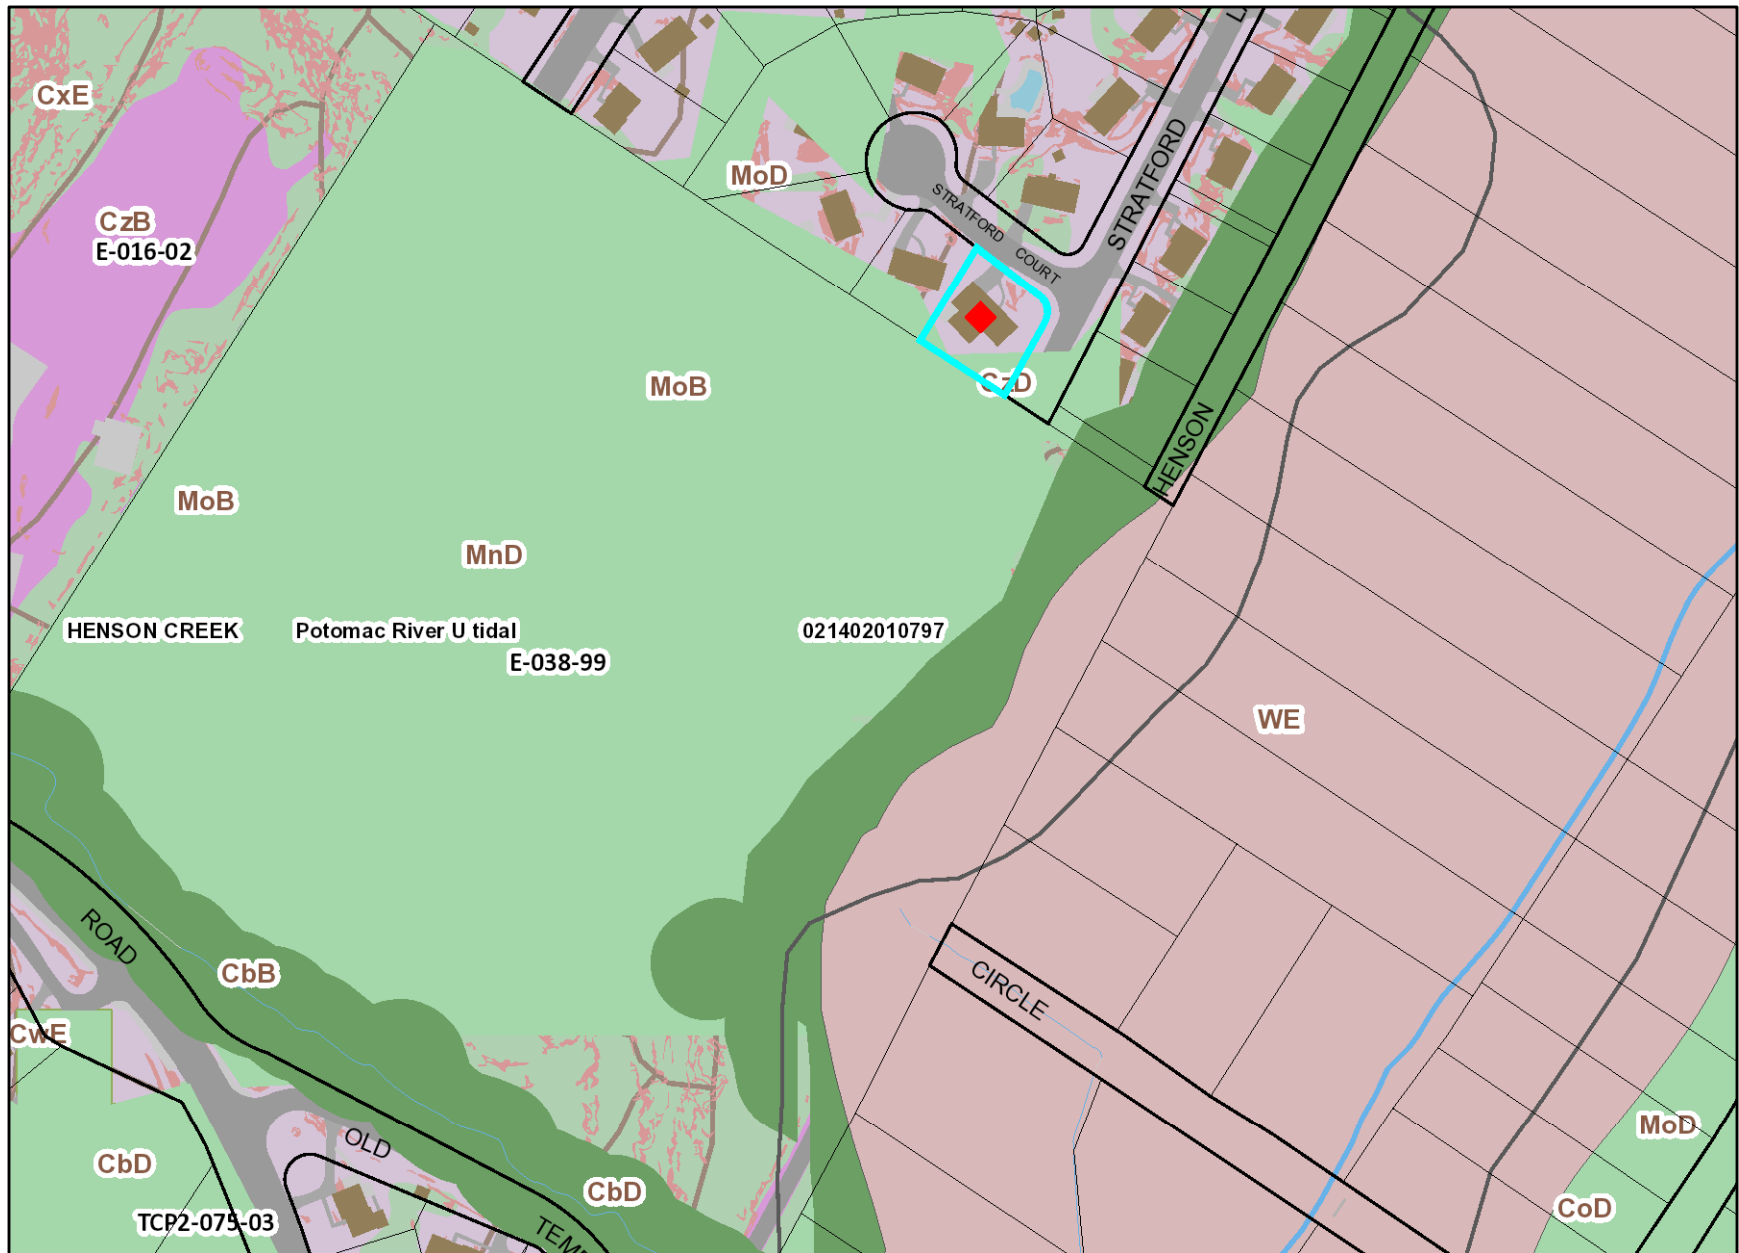 CxE
MoD
STRATFORD
STRATFORD COURT
CzB
E-016-02
MoB
CzD
HENSON
MoB
MnD
HENSON CREEK
Potomac River U tidal
021402010797
E-038-99
WE
ROAD
CbB
CIRCLE
CwE
MoD
OLD
CbD
CbD
CoD
TCP2-075-03